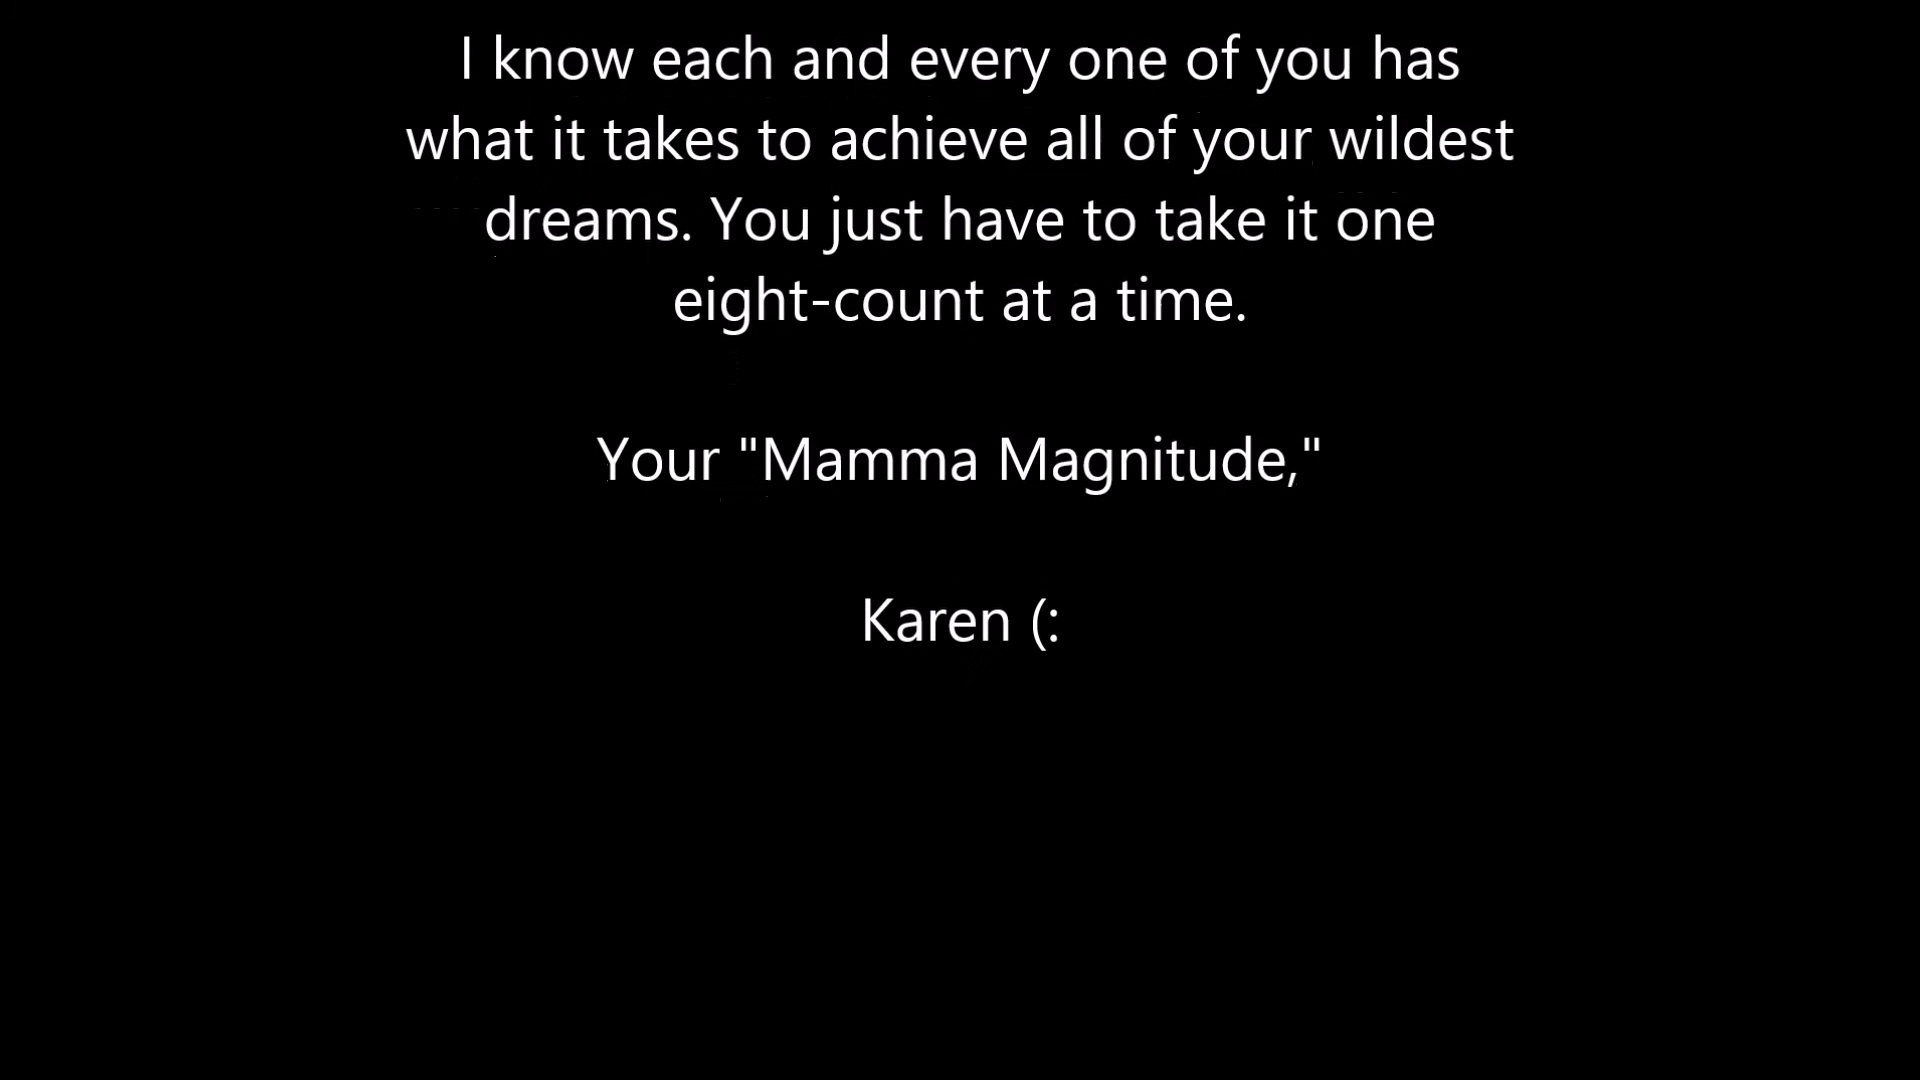 I know each and every one of you has
what it takes to achieve all of your wildest
dreams. You just have to take it one
eight-count at a time.
Your "Mamma Magnitude,"
Karen (: